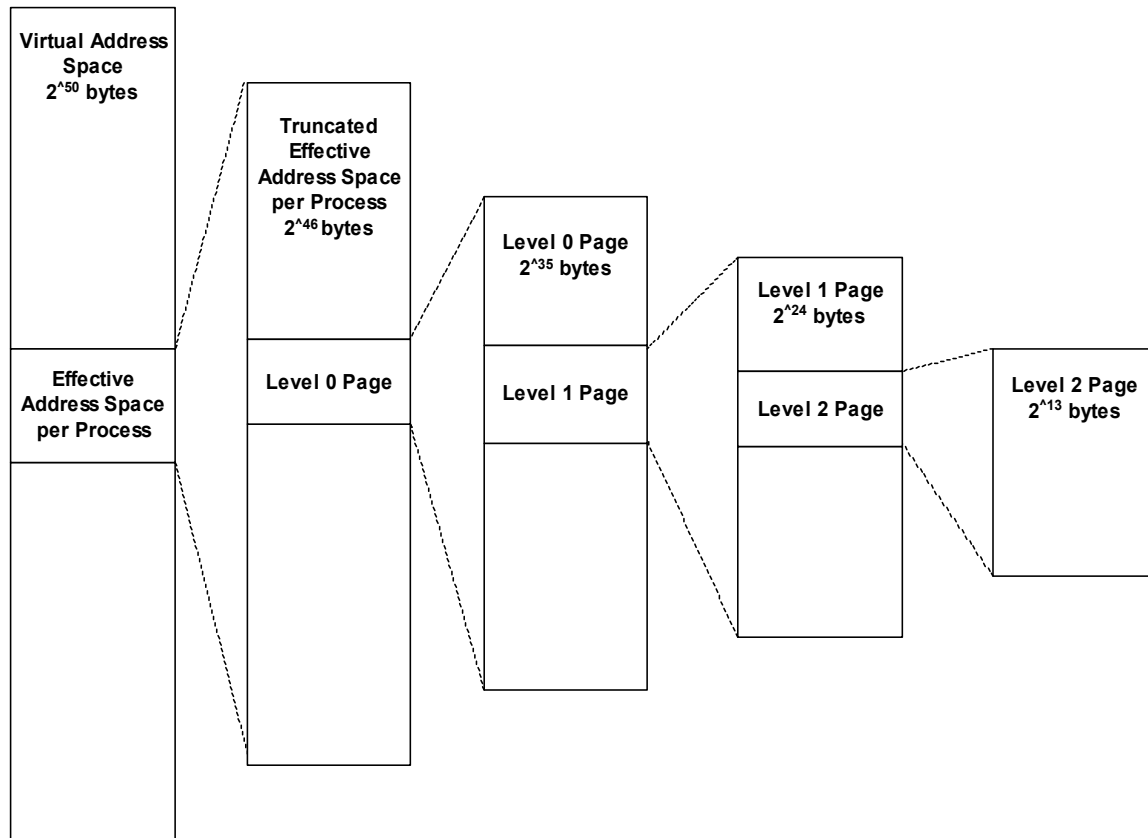 Virtual Address
Space
2^50 bytes
Effective
Address Space
per Process
Truncated
Effective
Address Space
per Process
2^46 bytes
Level 0 Page
Level 0 Page
2^35 bytes
Level 1 Page
Level 1 Page
2^24 bytes
Level 2 Page
Level 2 Page
2^13 bytes